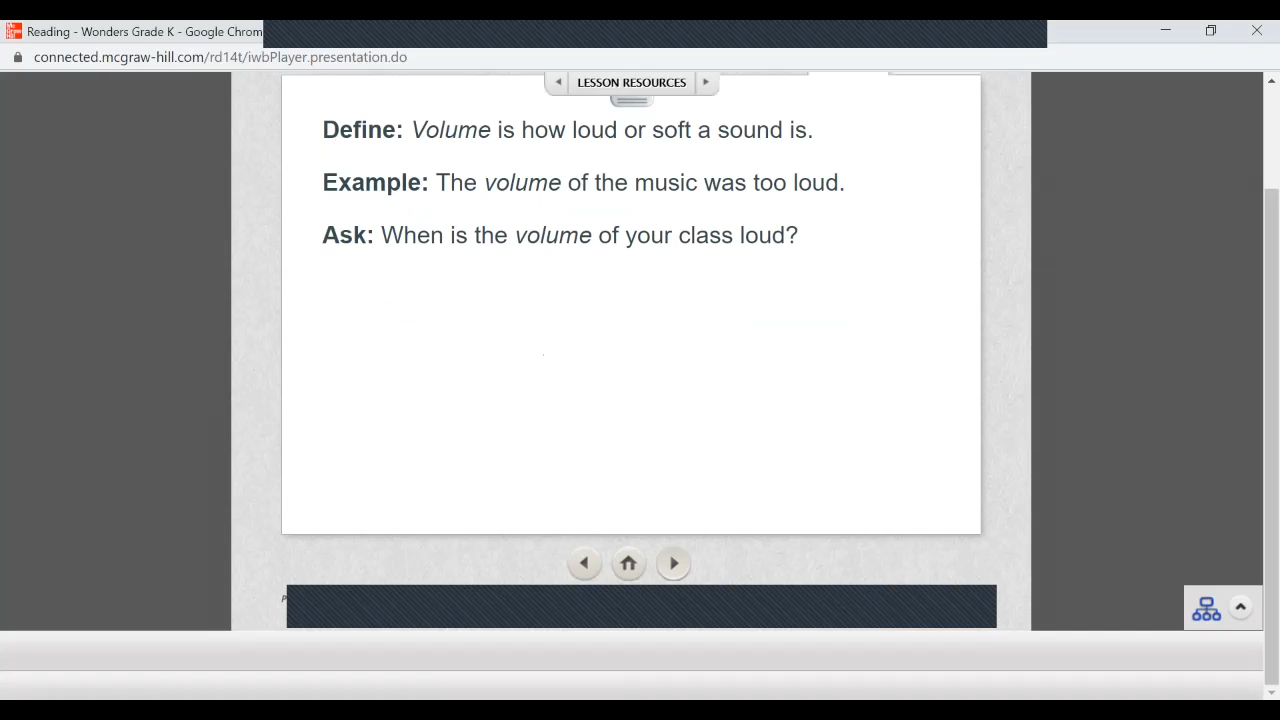 Reading - Wonders Grade K - Google Chrom
connected.mcgraw-hill.com/rd14t/iwbPlayer.presentation.do
LESSON RESOURCES
Define: Volume is how loud or soft a sound is.
Example: The volume of the music was too loud.
Ask: When is the volume of your class loud?